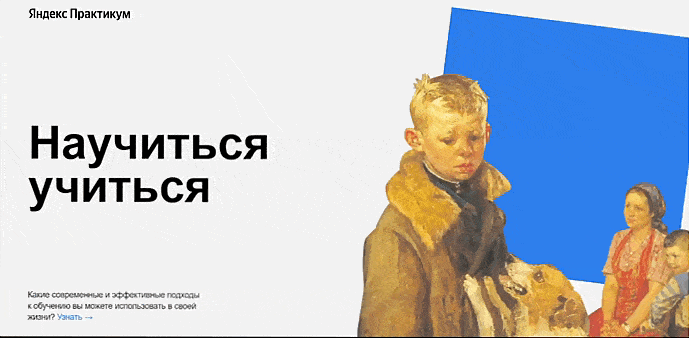 Яндекс Практикум
Научиться
учиться
Какие современные и эффективные подходы
к обучению вы можете использовать в своей
жизни? Узнать →